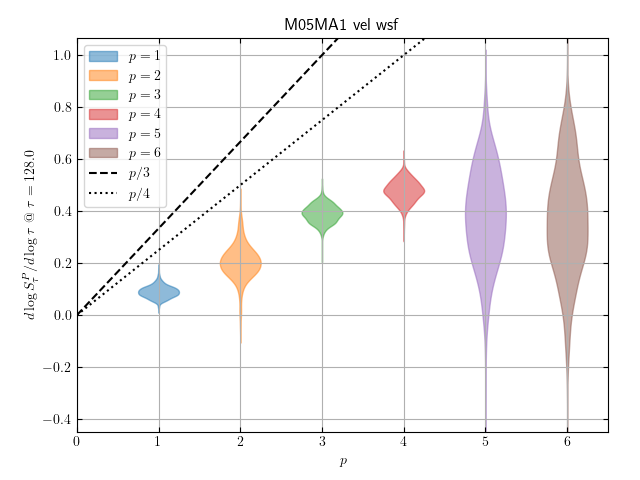 M05MA1 vel wsf
p = 1
p = 2
p = 3
p = 4
p = 5
p = 6
p/3
p/4
1.0
0.8
0.6
0.4
0.2
0.0
−0.2
−0.4
d log S_τ^P / d log τ @ τ = 128.0
0 1 2 3 4 5 6
p